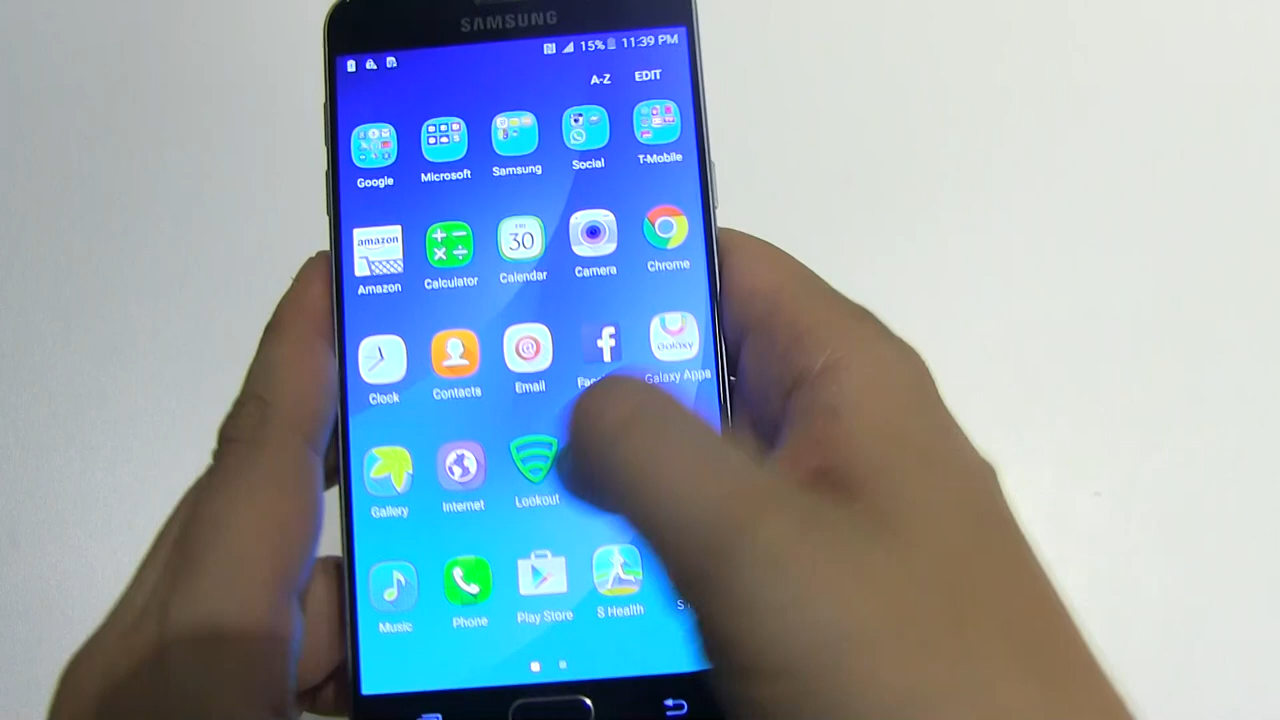 SAMSUNG
15% 11:39 PM
A-Z EDIT
Google Microsoft Samsung Social T-Mobile
amazon
30
Amazon Calculator Calendar Camera Chrome
Galaxy
Clock Contacts Email Galaxy Apps
Gallery Internet Lookout
Music Phone Play Store S Health